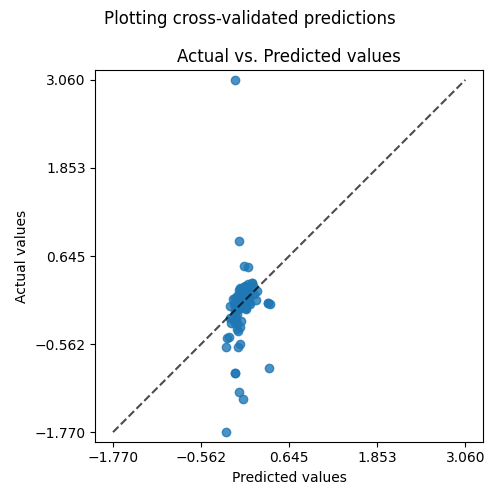 Plotting cross-validated predictions
Actual vs. Predicted values
3.060
1.853
0.645
−0.562
−1.770
Actual values
−1.770 −0.562 0.645 1.853 3.060
Predicted values